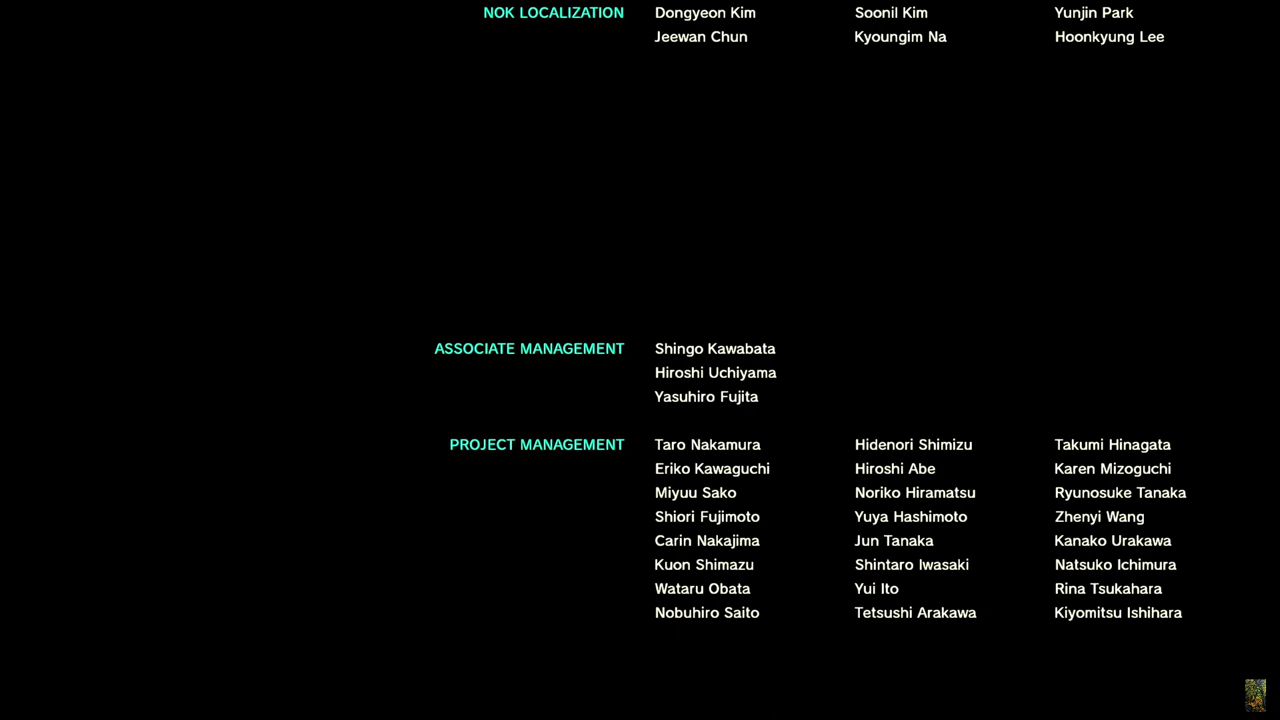 NOK LOCALIZATION Dongyeon Kim Soonil Kim Yunjin Park
Jeewan Chun Kyoungim Na Hoonkyung Lee
ASSOCIATE MANAGEMENT Shingo Kawabata
Hiroshi Uchiyama
Yasuhiro Fujita
PROJECT MANAGEMENT Taro Nakamura Hidenori Shimizu Takumi Hinagata
Eriko Kawaguchi Hiroshi Abe Karen Mizoguchi
Miyuu Sako Noriko Hiramatsu Ryunosuke Tanaka
Shiori Fujimoto Yuya Hashimoto Zhenyi Wang
Carin Nakajima Jun Tanaka Kanako Urakawa
Kuon Shimazu Shintaro Iwasaki Natsuko Ichimura
Wataru Obata Yui Ito Rina Tsukahara
Nobuhiro Saito Tetsushi Arakawa Kiyomitsu Ishihara